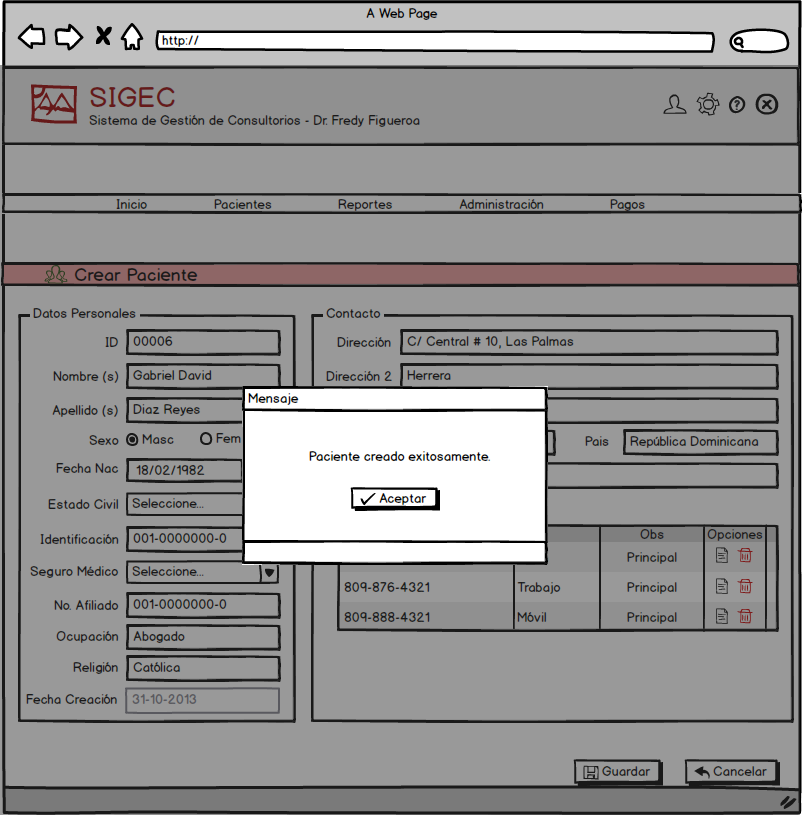 A Web Page
http://
SIGEC
Sistema de Gestión de Consultorios - Dr. Fredy Figueroa
Inicio Pacientes Reportes Administración Pagos
Crear Paciente
Datos Personales
ID 00006
Nombre (s) Gabriel David
Apellido (s) Diaz Reyes
Sexo Masc Fem
Fecha Nac 18/02/1982
Estado Civil Seleccione...
Identificación 001-0000000-0
Seguro Médico Seleccione...
No. Afiliado 001-0000000-0
Ocupación Abogado
Religión Católica
Fecha Creación 31-10-2013
Contacto
Dirección C/ Central # 10, Las Palmas
Dirección 2 Herrera
Pais República Dominicana
Obs Opciones
Principal
809-876-4321 Trabajo Principal
809-888-4321 Móvil Principal
Mensaje
Paciente creado exitosamente.
Aceptar
Guardar Cancelar